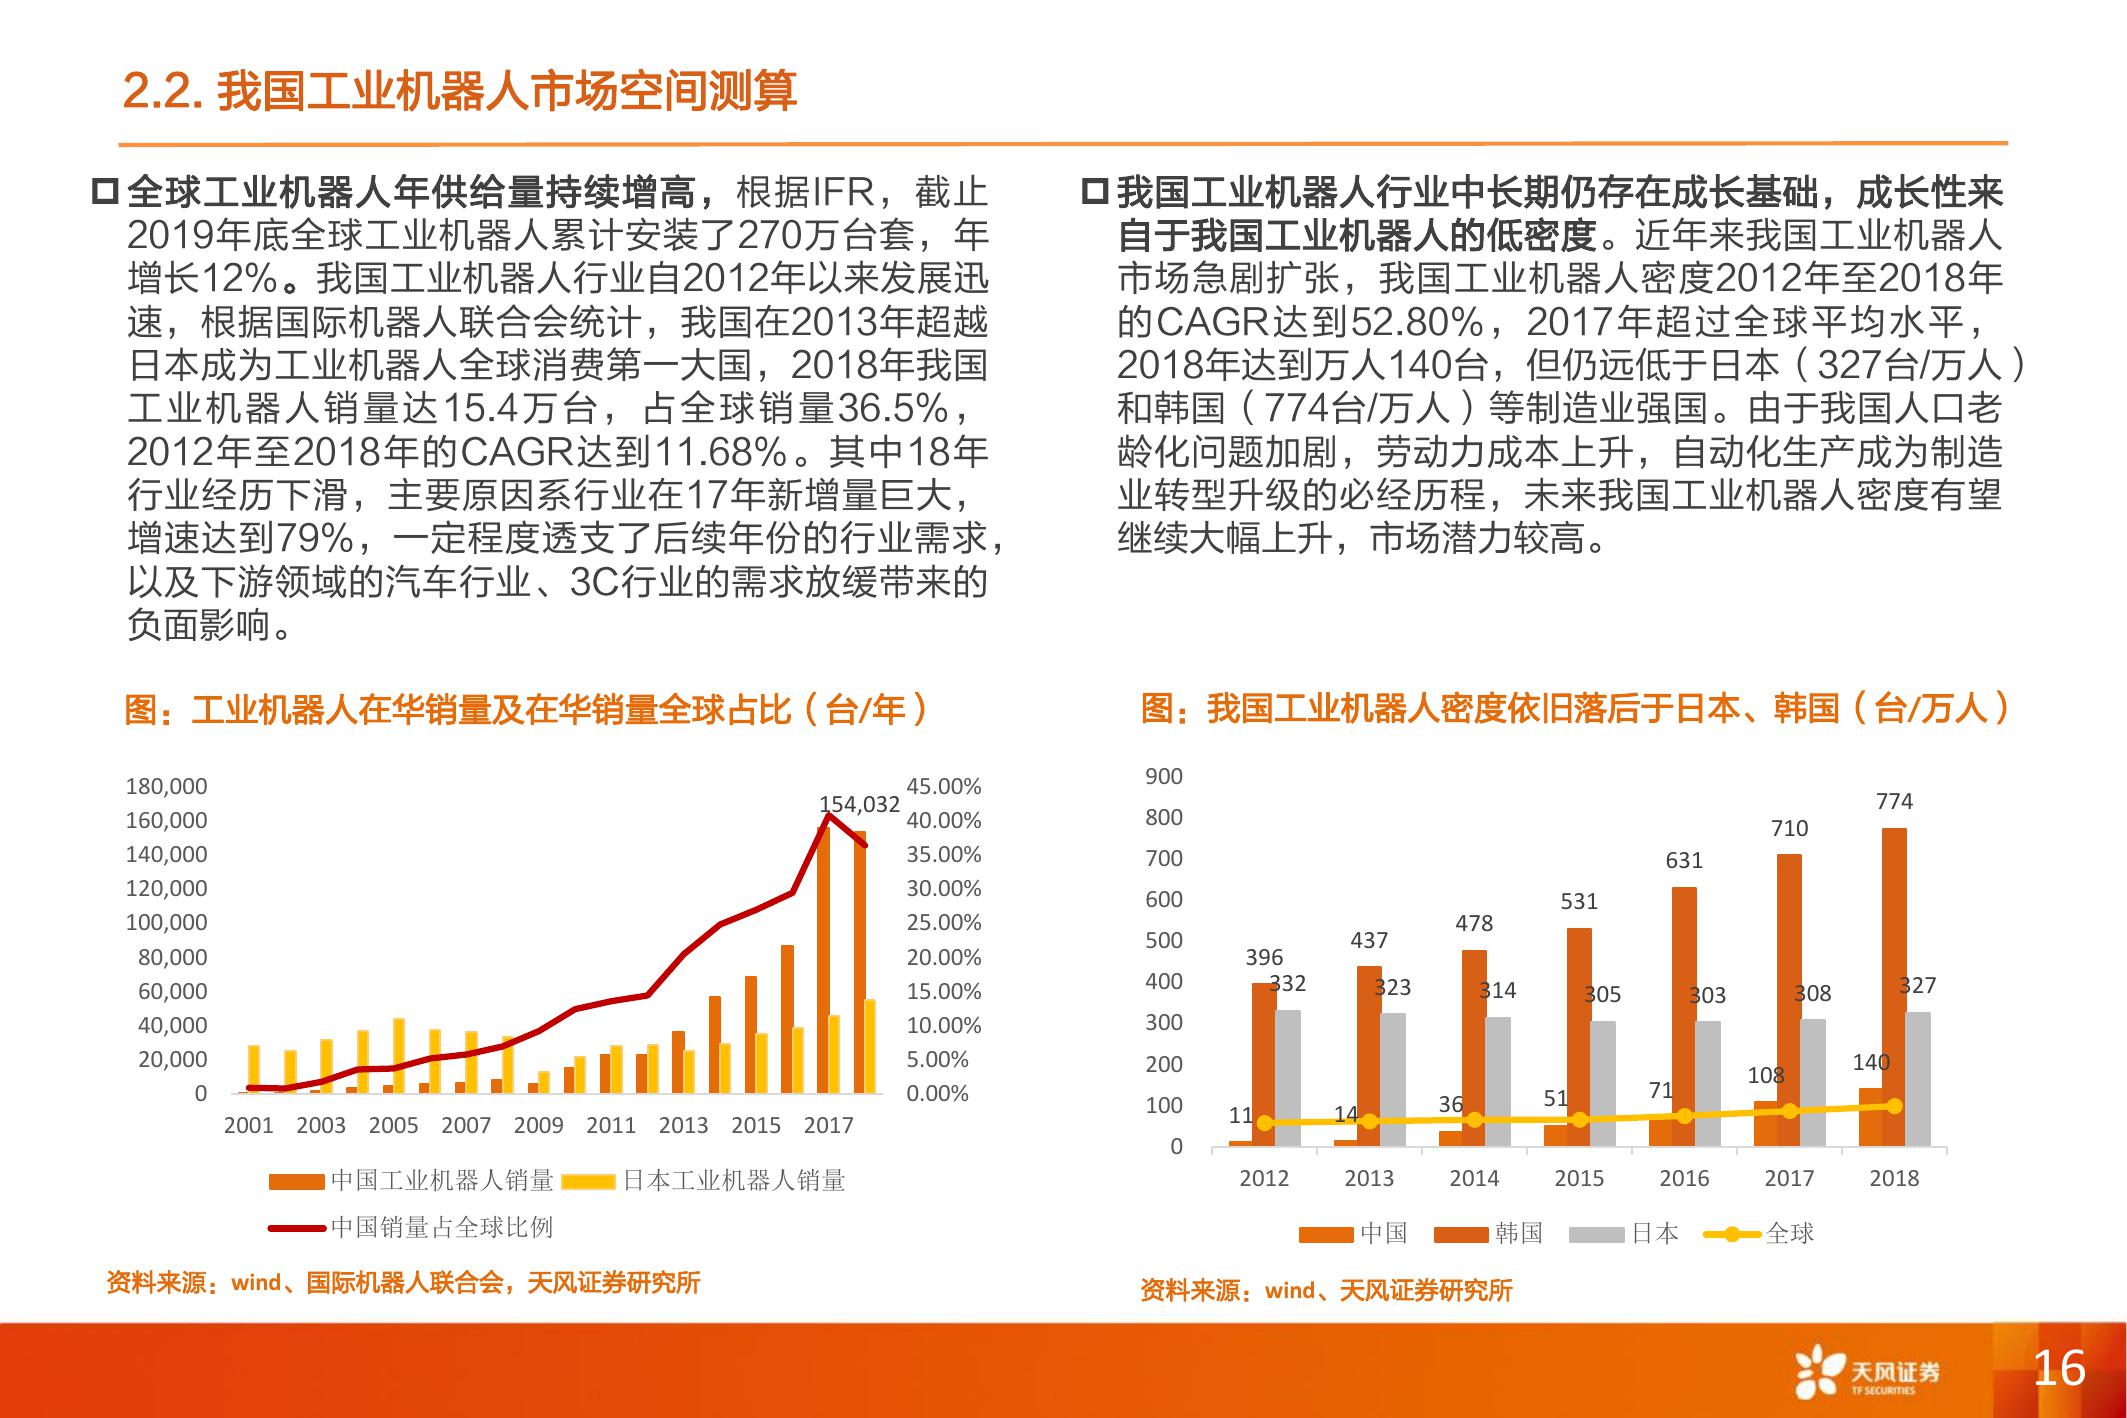 2.2. 我国工业机器人市场空间测算
全球工业机器人年供给量持续增高，根据IFR，截止
2019年底全球工业机器人累计安装了270万台套，年
增长12%。我国工业机器人行业自2012年以来发展迅
速，根据国际机器人联合会统计，我国在2013年超越
日本成为工业机器人全球消费第一大国，2018年我国
工业机器人销量达15.4万台，占全球销量36.5%，
2012年至2018年的CAGR达到11.68%。其中18年
行业经历下滑，主要原因系行业在17年新增量巨大，
增速达到79%，一定程度透支了后续年份的行业需求，
以及下游领域的汽车行业、3C行业的需求放缓带来的
负面影响。
我国工业机器人行业中长期仍存在成长基础，成长性来
自于我国工业机器人的低密度。近年来我国工业机器人
市场急剧扩张，我国工业机器人密度2012年至2018年
的CAGR达到52.80%，2017年超过全球平均水平，
2018年达到万人140台，但仍远低于日本（327台/万人）
和韩国（774台/万人）等制造业强国。由于我国人口老
龄化问题加剧，劳动力成本上升，自动化生产成为制造
业转型升级的必经历程，未来我国工业机器人密度有望
继续大幅上升，市场潜力较高。
图：工业机器人在华销量及在华销量全球占比（台/年）
180,000
160,000
140,000
120,000
100,000
80,000
60,000
40,000
20,000
0
154,032
45.00%
40.00%
35.00%
30.00%
25.00%
20.00%
15.00%
10.00%
5.00%
0.00%
2001 2003 2005 2007 2009 2011 2013 2015 2017
中国工业机器人销量 日本工业机器人销量
中国销量占全球比例
资料来源：wind、国际机器人联合会，天风证券研究所
图：我国工业机器人密度依旧落后于日本、韩国（台/万人）
900
800
700
600
500
400
300
200
100
0
396 437 478 531 631 710 774
332 323 314 305 303 308 327
11 14 36 51 71 108 140
2012 2013 2014 2015 2016 2017 2018
中国 韩国 日本 全球
资料来源：wind、天风证券研究所
天风证券
TF SECURITIES
16